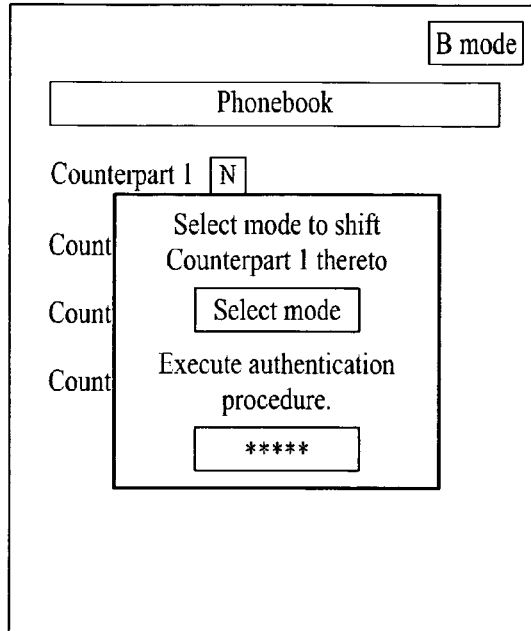 B mode
Phonebook
Counterpart 1 N
Select mode to shift
Counterpart 1 thereto
Count
Select mode
Count
Execute authentication
Count
procedure.
*****